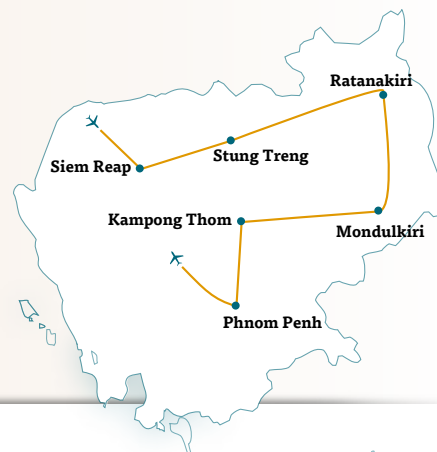 Ratanakiri
Stung Treng
Siem Reap
Kampong Thom
Mondulkiri
Phnom Penh